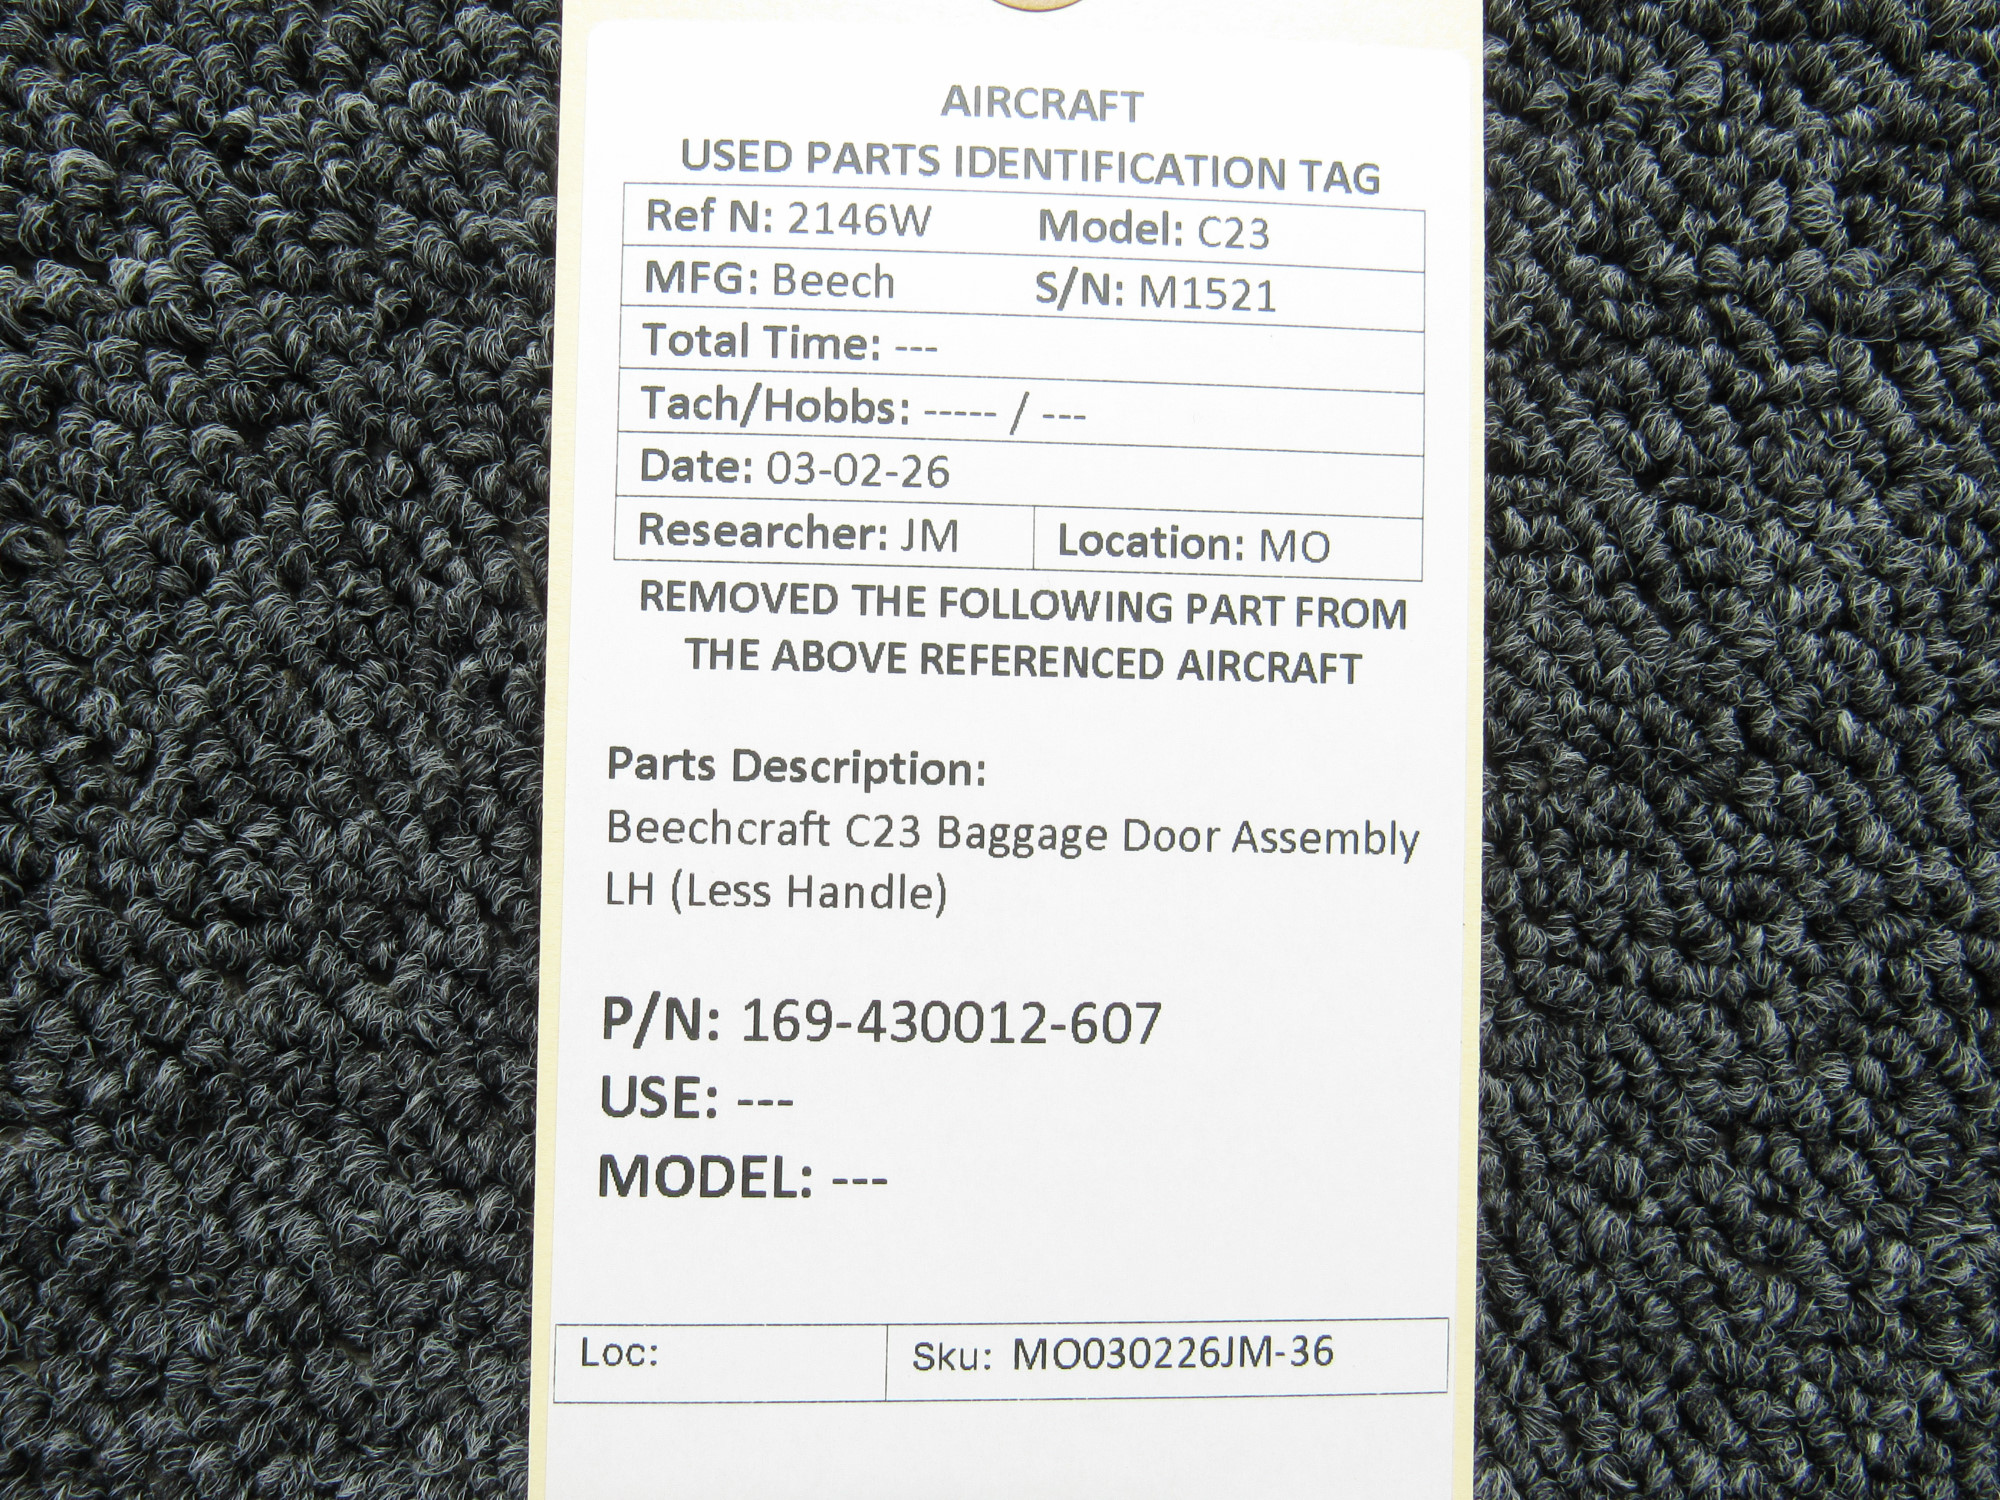 AIRCRAFT
USED PARTS IDENTIFICATION TAG
Ref N: 2146W Model: C23
MFG: Beech S/N: M1521
Total Time: ---
Tach/Hobbs: ----- / ---
Date: 03-02-26
Researcher: JM Location: MO
REMOVED THE FOLLOWING PART FROM
THE ABOVE REFERENCED AIRCRAFT
Parts Description:
Beechcraft C23 Baggage Door Assembly
LH (Less Handle)
P/N: 169-430012-607
USE: ---
MODEL: ---
Loc: Sku: MO030226JM-36